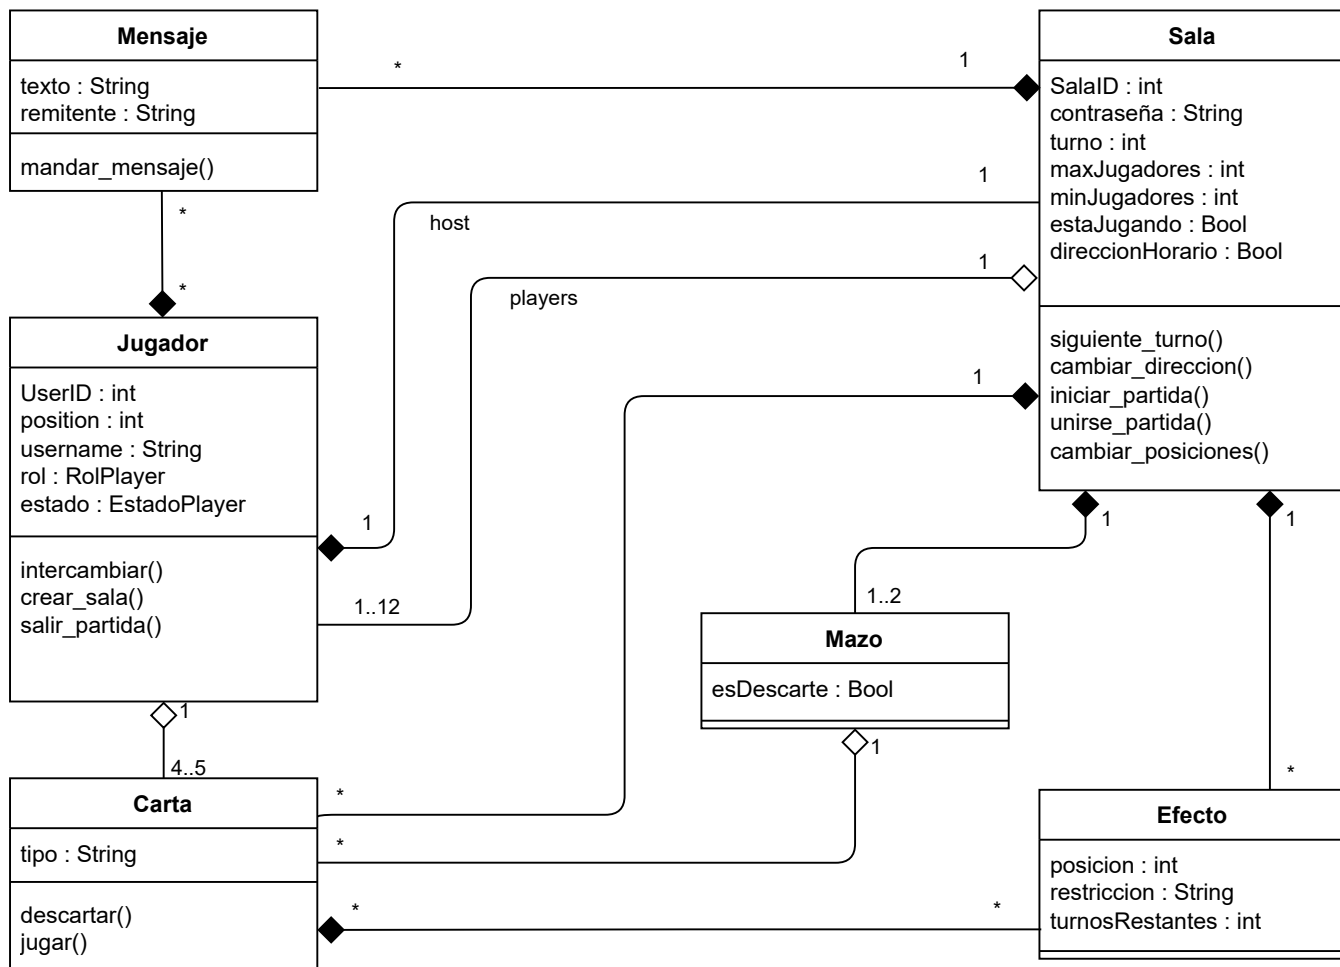 Mensaje
texto : String
remitente : String
mandar_mensaje()
*
1
Sala
SalaID : int
contraseña : String
turno : int
maxJugadores : int
minJugadores : int
estaJugando : Bool
direccionHorario : Bool
siguiente_turno()
cambiar_direccion()
iniciar_partida()
unirse_partida()
cambiar_posiciones()
*
*
1
host
1
1
players
1..12
Jugador
UserID : int
position : int
username : String
rol : RolPlayer
estado : EstadoPlayer
intercambiar()
crear_sala()
salir_partida()
1
*
1
1..2
1
*
Mazo
esDescarte : Bool
1
*
1
4..5
Carta
tipo : String
descartar()
jugar()
*
*
Efecto
posicion : int
restriccion : String
turnosRestantes : int